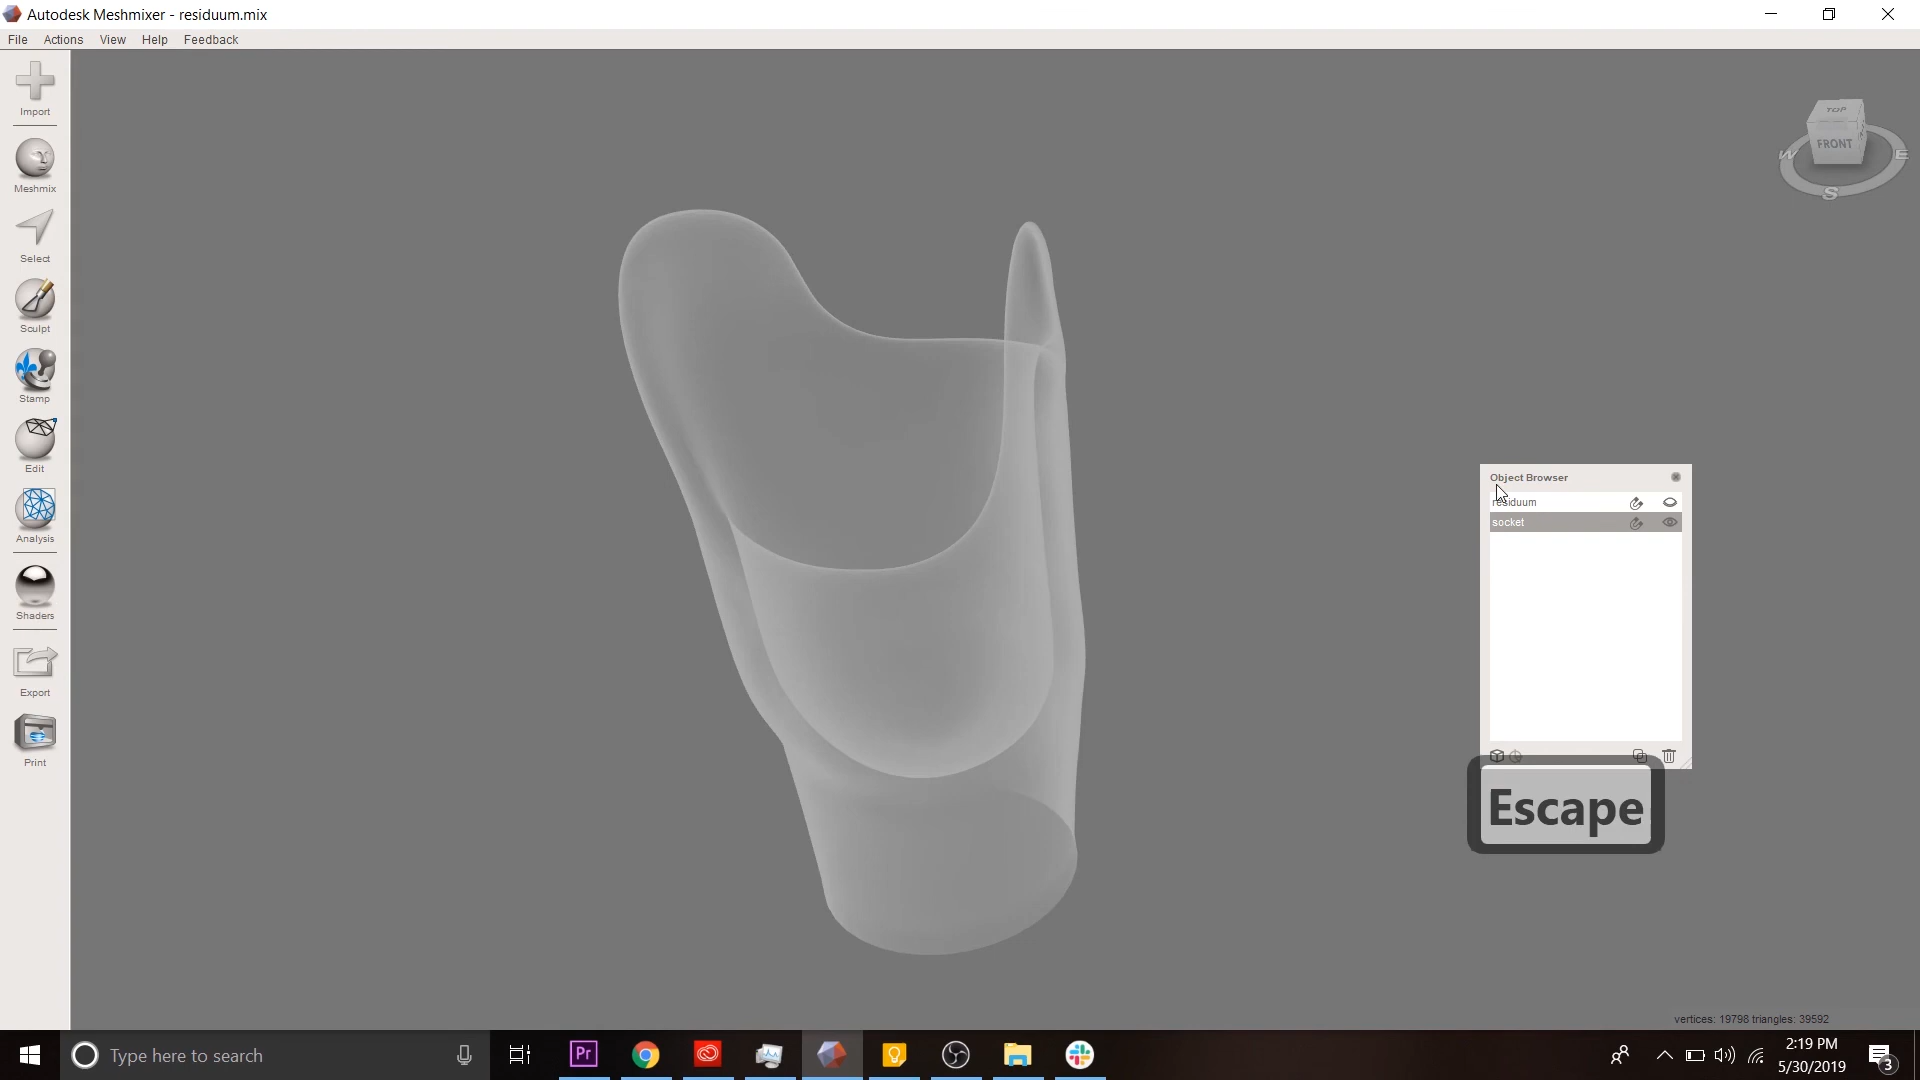 Autodesk Meshmixer - residuum.mix
File Actions View Help Feedback
Import
Meshmix
Select
Sculpt
Stamp
Edit
Analysis
Shaders
Export
Print
TOP
FRONT
W
E
S
Object Browser
residuum
socket
Escape
vertices: 19798 triangles: 39592
Type here to search
Pr
2:19 PM
5/30/2019
3